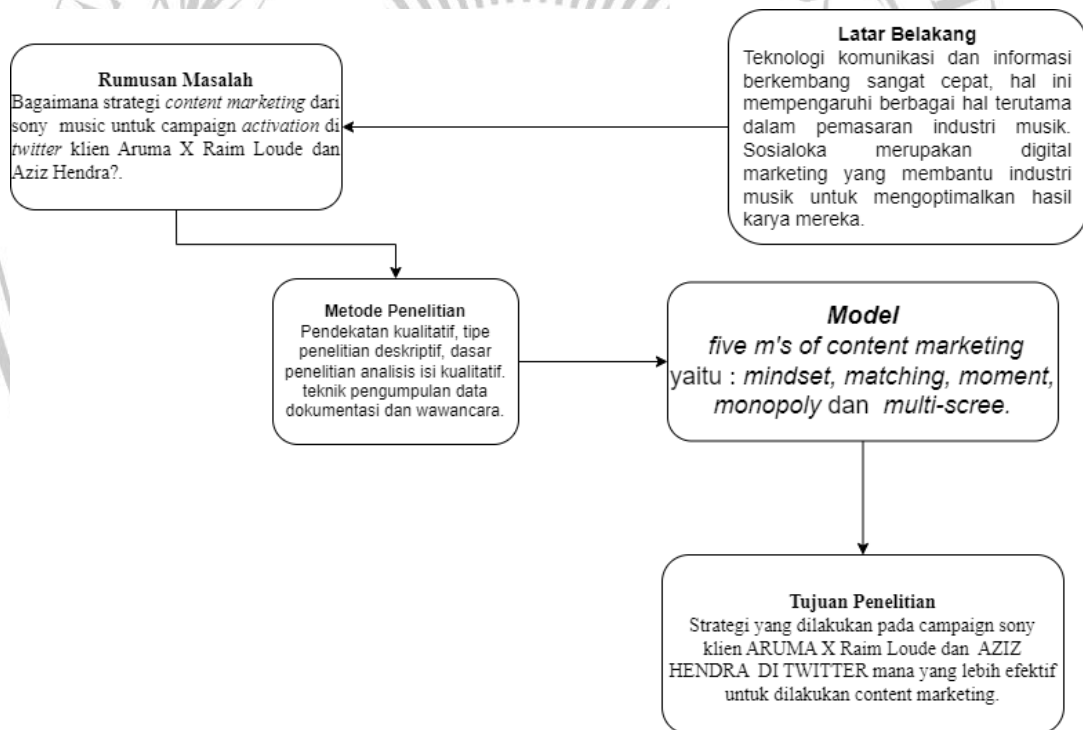 Latar Belakang
Teknologi komunikasi dan informasi
berkembang sangat cepat, hal ini
mempengaruhi berbagai hal terutama
dalam pemasaran industri musik.
Sosialoka merupakan digital
marketing yang membantu industri
musik untuk mengoptimalkan hasil
karya mereka.
Rumusan Masalah
Bagaimana strategi content marketing dari
sony music untuk campaign activation di
twitter klien Aruma X Raim Loude dan
Aziz Hendra?.
Metode Penelitian
Pendekatan kualitatif, tipe
penelitian deskriptif, dasar
penelitian analisis isi kualitatif.
teknik pengumpulan data
dokumentasi dan wawancara.
Model
five m's of content marketing
yaitu : mindset, matching, moment,
monopoly dan multi-scree.
Tujuan Penelitian
Strategi yang dilakukan pada campaign sony
klien ARUMA X Raim Loude dan AZIZ
HENDRA DI TWITTER mana yang lebih efektif
untuk dilakukan content marketing.